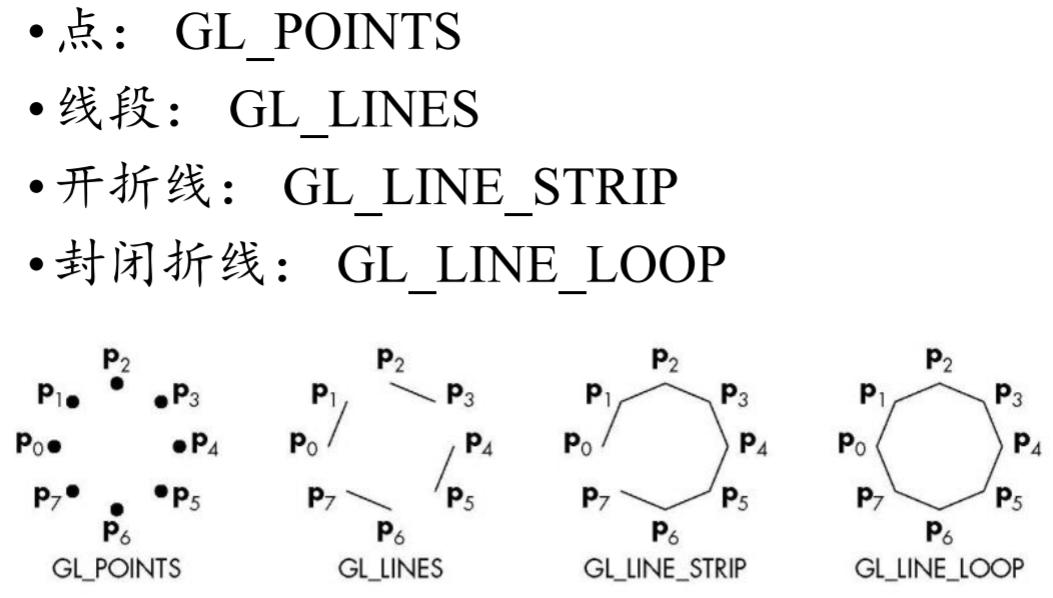 •点： GL_POINTS
•线段： GL_LINES
•开折线： GL_LINE_STRIP
•封闭折线： GL_LINE_LOOP
p2
p1 p3
p0 p4
p7 p5
p6
GL_POINTS
p2
p1 p3
p0 p4
p7 p5
p6
GL_LINES
p2
p1 p3
p0 p4
p7 p5
p6
GL_LINE_STRIP
p2
p1 p3
p0 p4
p7 p5
p6
GL_LINE_LOOP